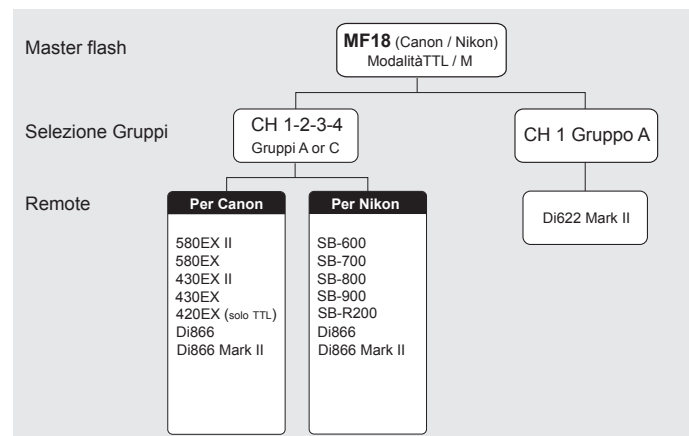 Master flash
MF18 (Canon / Nikon)
ModalitàTTL / M
Selezione Gruppi
CH 1-2-3-4
Gruppi A or C
CH 1 Gruppo A
Remote
Per Canon
580EX II
580EX
430EX II
430EX
420EX (solo TTL)
Di866
Di866 Mark II
Per Nikon
SB-600
SB-700
SB-800
SB-900
SB-R200
Di866
Di866 Mark II
Di622 Mark II